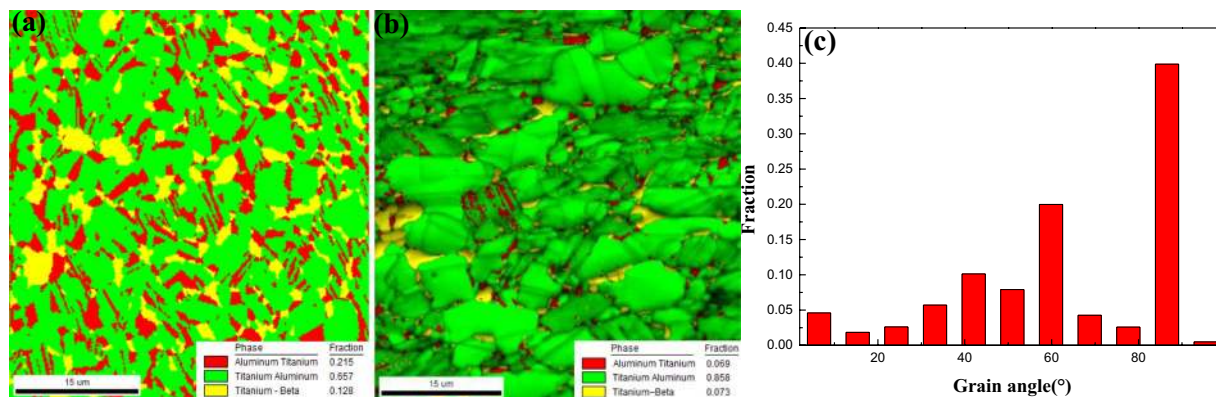 (a)
Phase Fraction
Aluminum Titanium 0.215
Titanium Aluminum 0.657
Titanium - Beta 0.128
15 um
(b)
Phase Fraction
Aluminum Titanium 0.069
Titanium Aluminum 0.858
Titanium-Beta 0.073
15 um
(c)
Fraction
0.45
0.40
0.35
0.30
0.25
0.20
0.15
0.10
0.05
0.00
20 40 60 80
Grain angle(°)